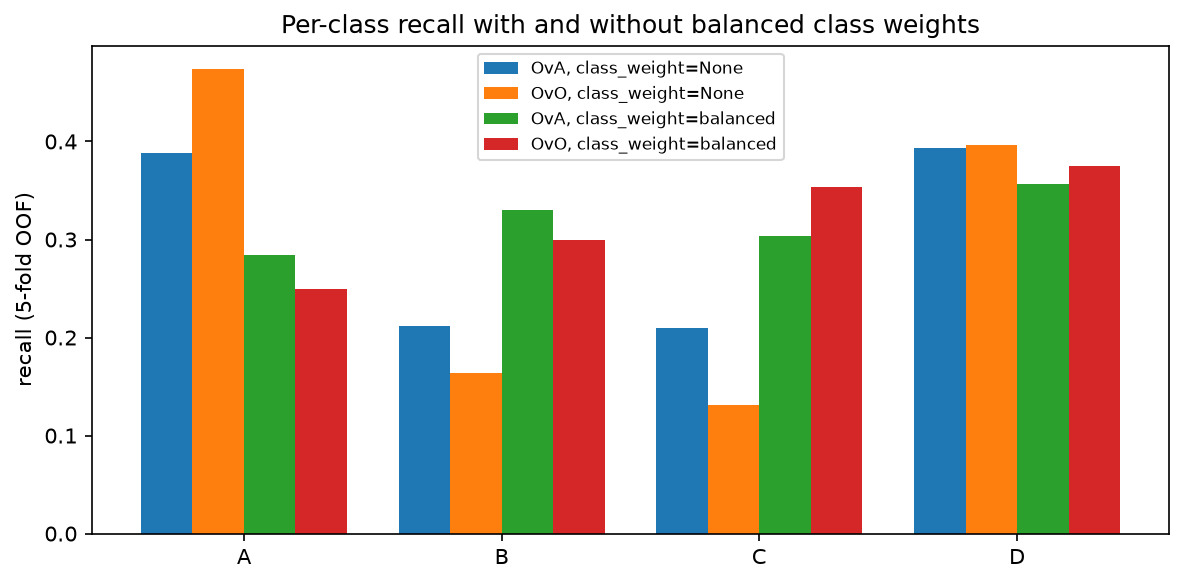 Per-class recall with and without balanced class weights
OvA, class_weight=None
OvO, class_weight=None
OvA, class_weight=balanced
OvO, class_weight=balanced
recall (5-fold OOF)
0.4
0.3
0.2
0.1
0.0
A B C D